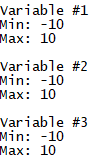 Variable #1
Min: -10
Max: 10
Variable #2
Min: -10
Max: 10
Variable #3
Min: -10
Max: 10